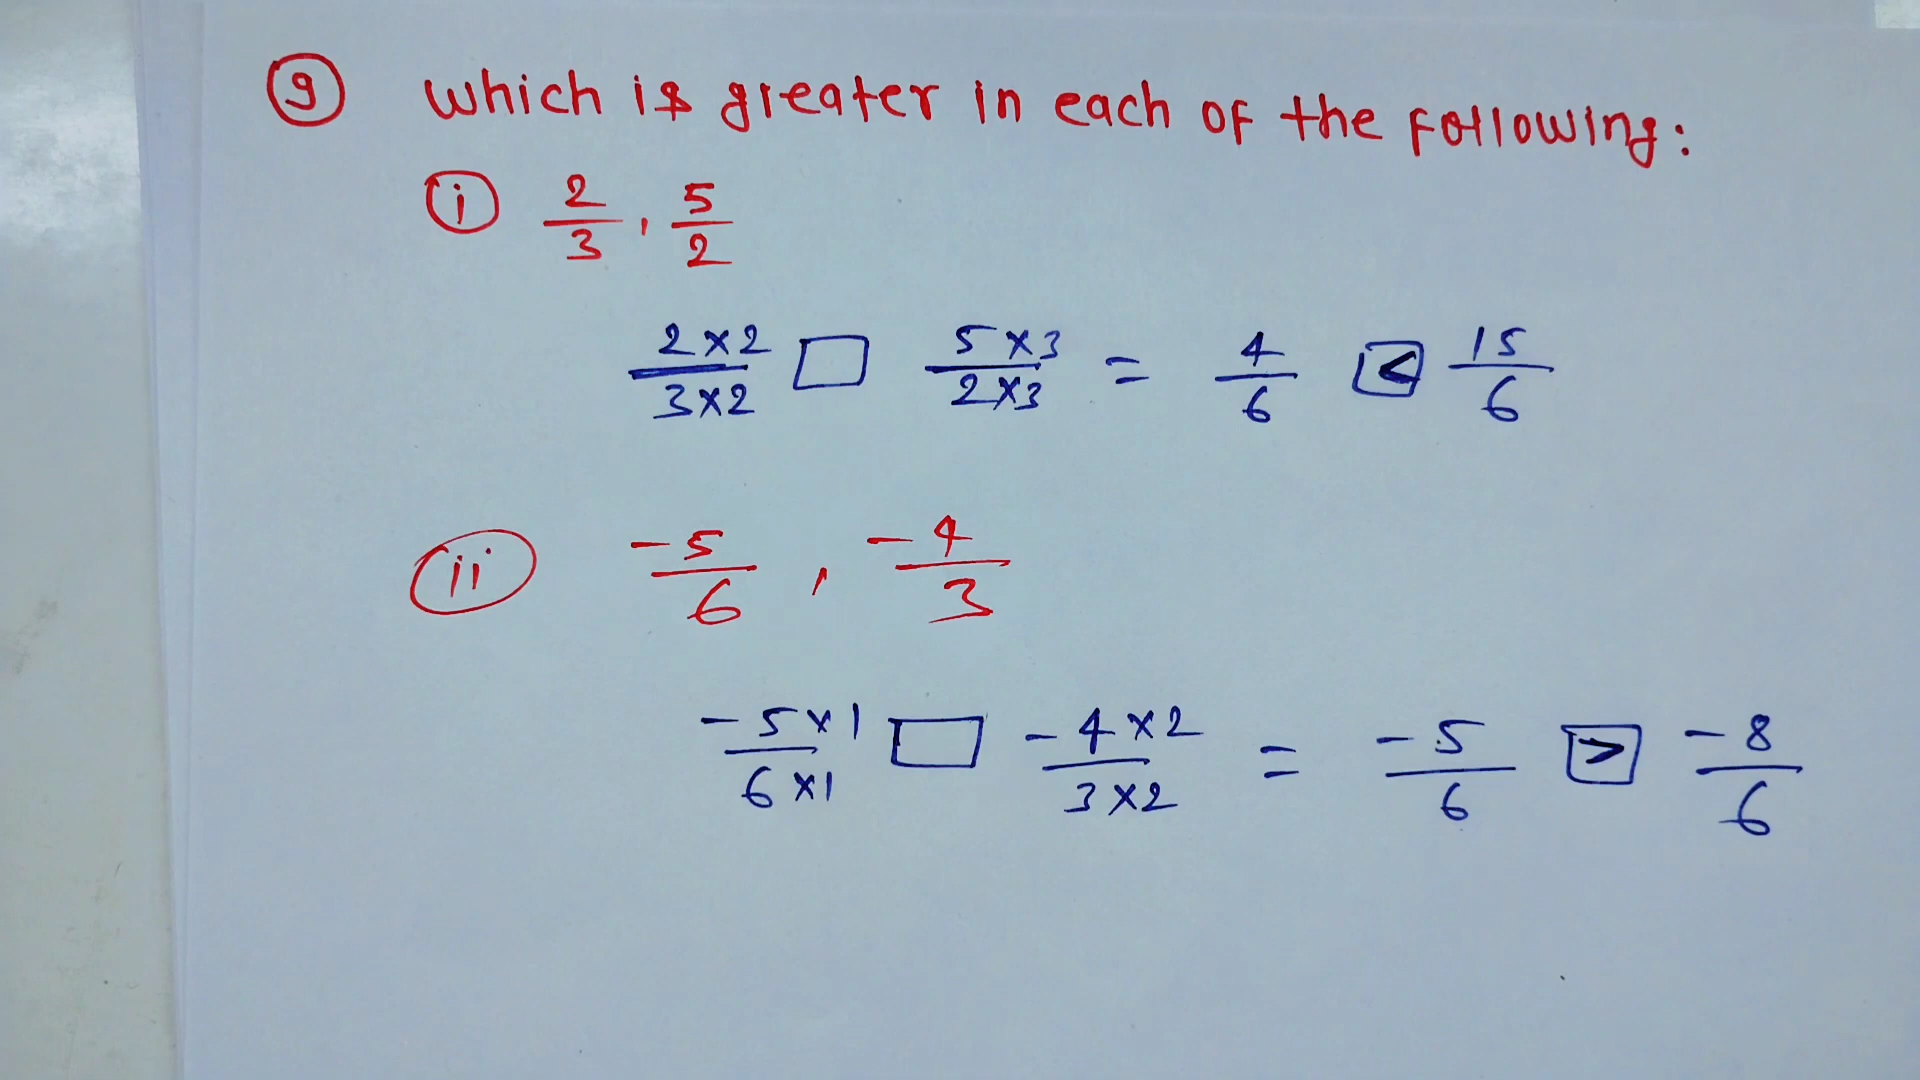 9 Which is greater in each of the following:
i 2/3, 5/2
2×2/3×2 □ 5×3/2×3 = 4/6 < 15/6
ii -5/6, -4/3
-5×1/6×1 □ -4×2/3×2 = -5/6 > -8/6